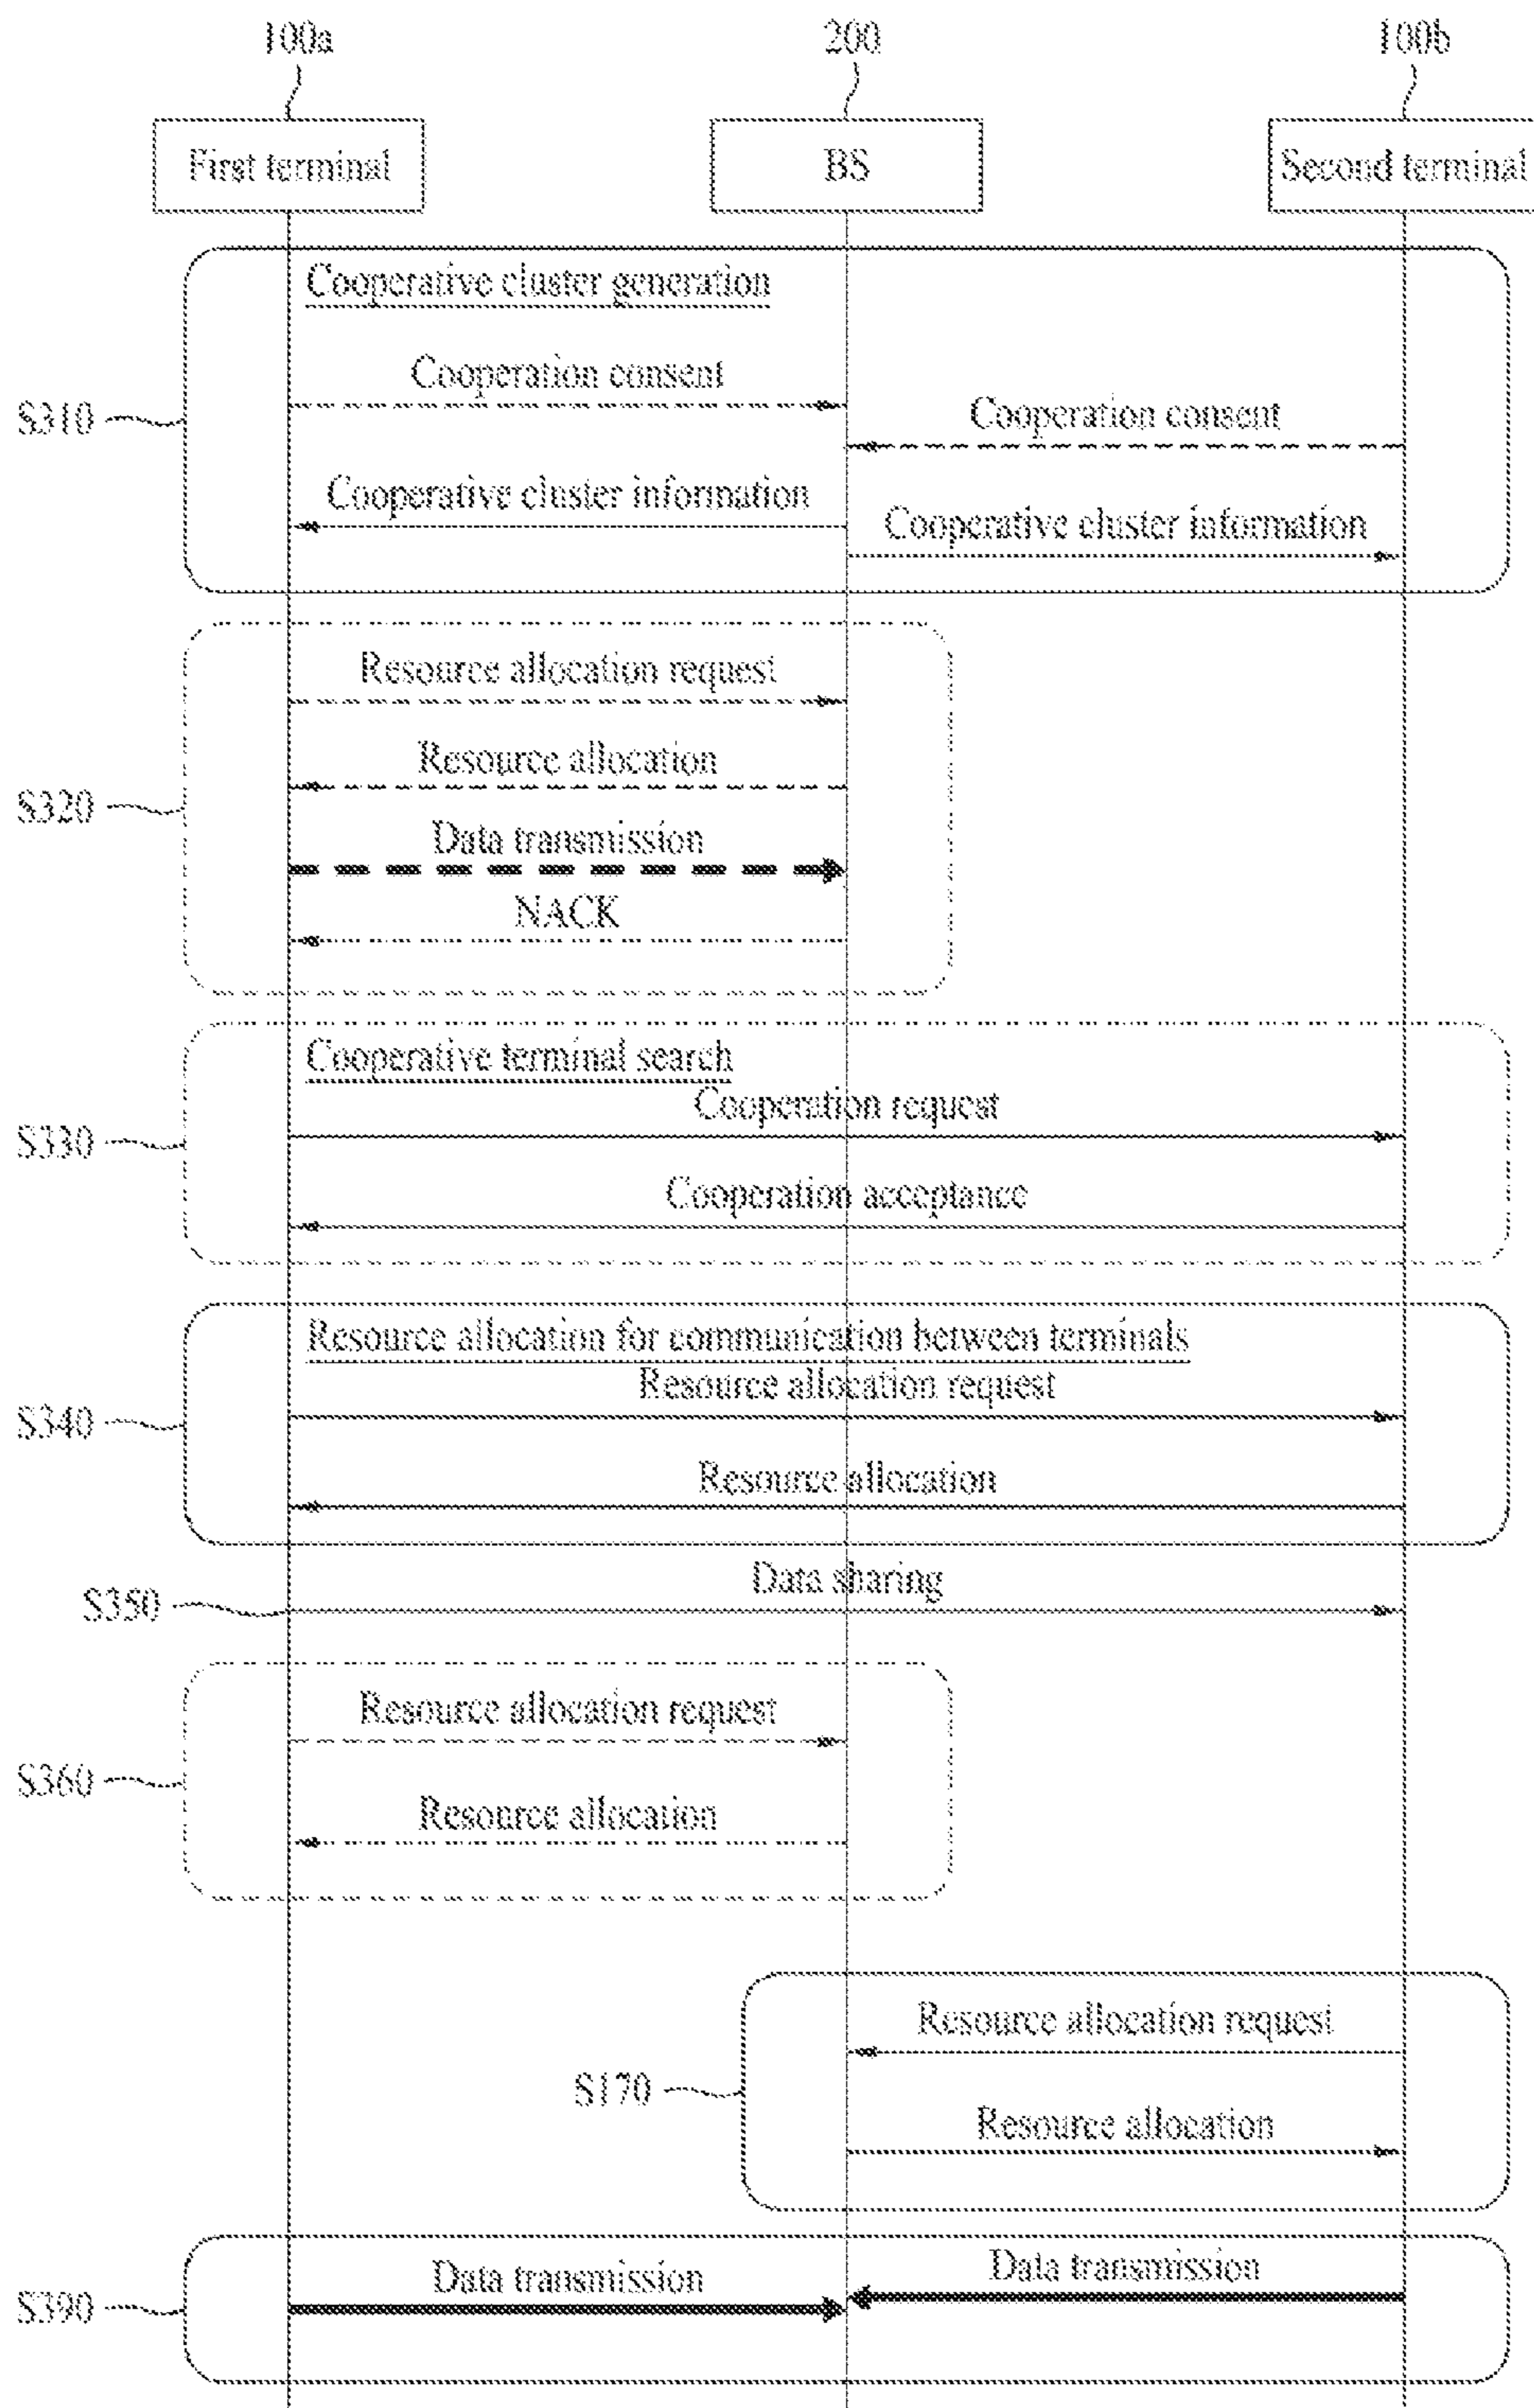 100a
200
100b
First terminal
BS
Second terminal
Cooperative cluster generation
Cooperation consent
S310
Cooperation consent
Cooperative cluster information
Cooperative cluster information
Resource allocation request
Resource allocation
S320
Data transmission
NACK
Cooperative terminal search
Cooperation request
S330
Cooperation acceptance
Resource allocation for communication between terminals
Resource allocation request
S340
Resource allocation
Data sharing
S350
Resource allocation request
S360
Resource allocation
Resource allocation request
S170
Resource allocation
Data transmission
Data transmission
S390